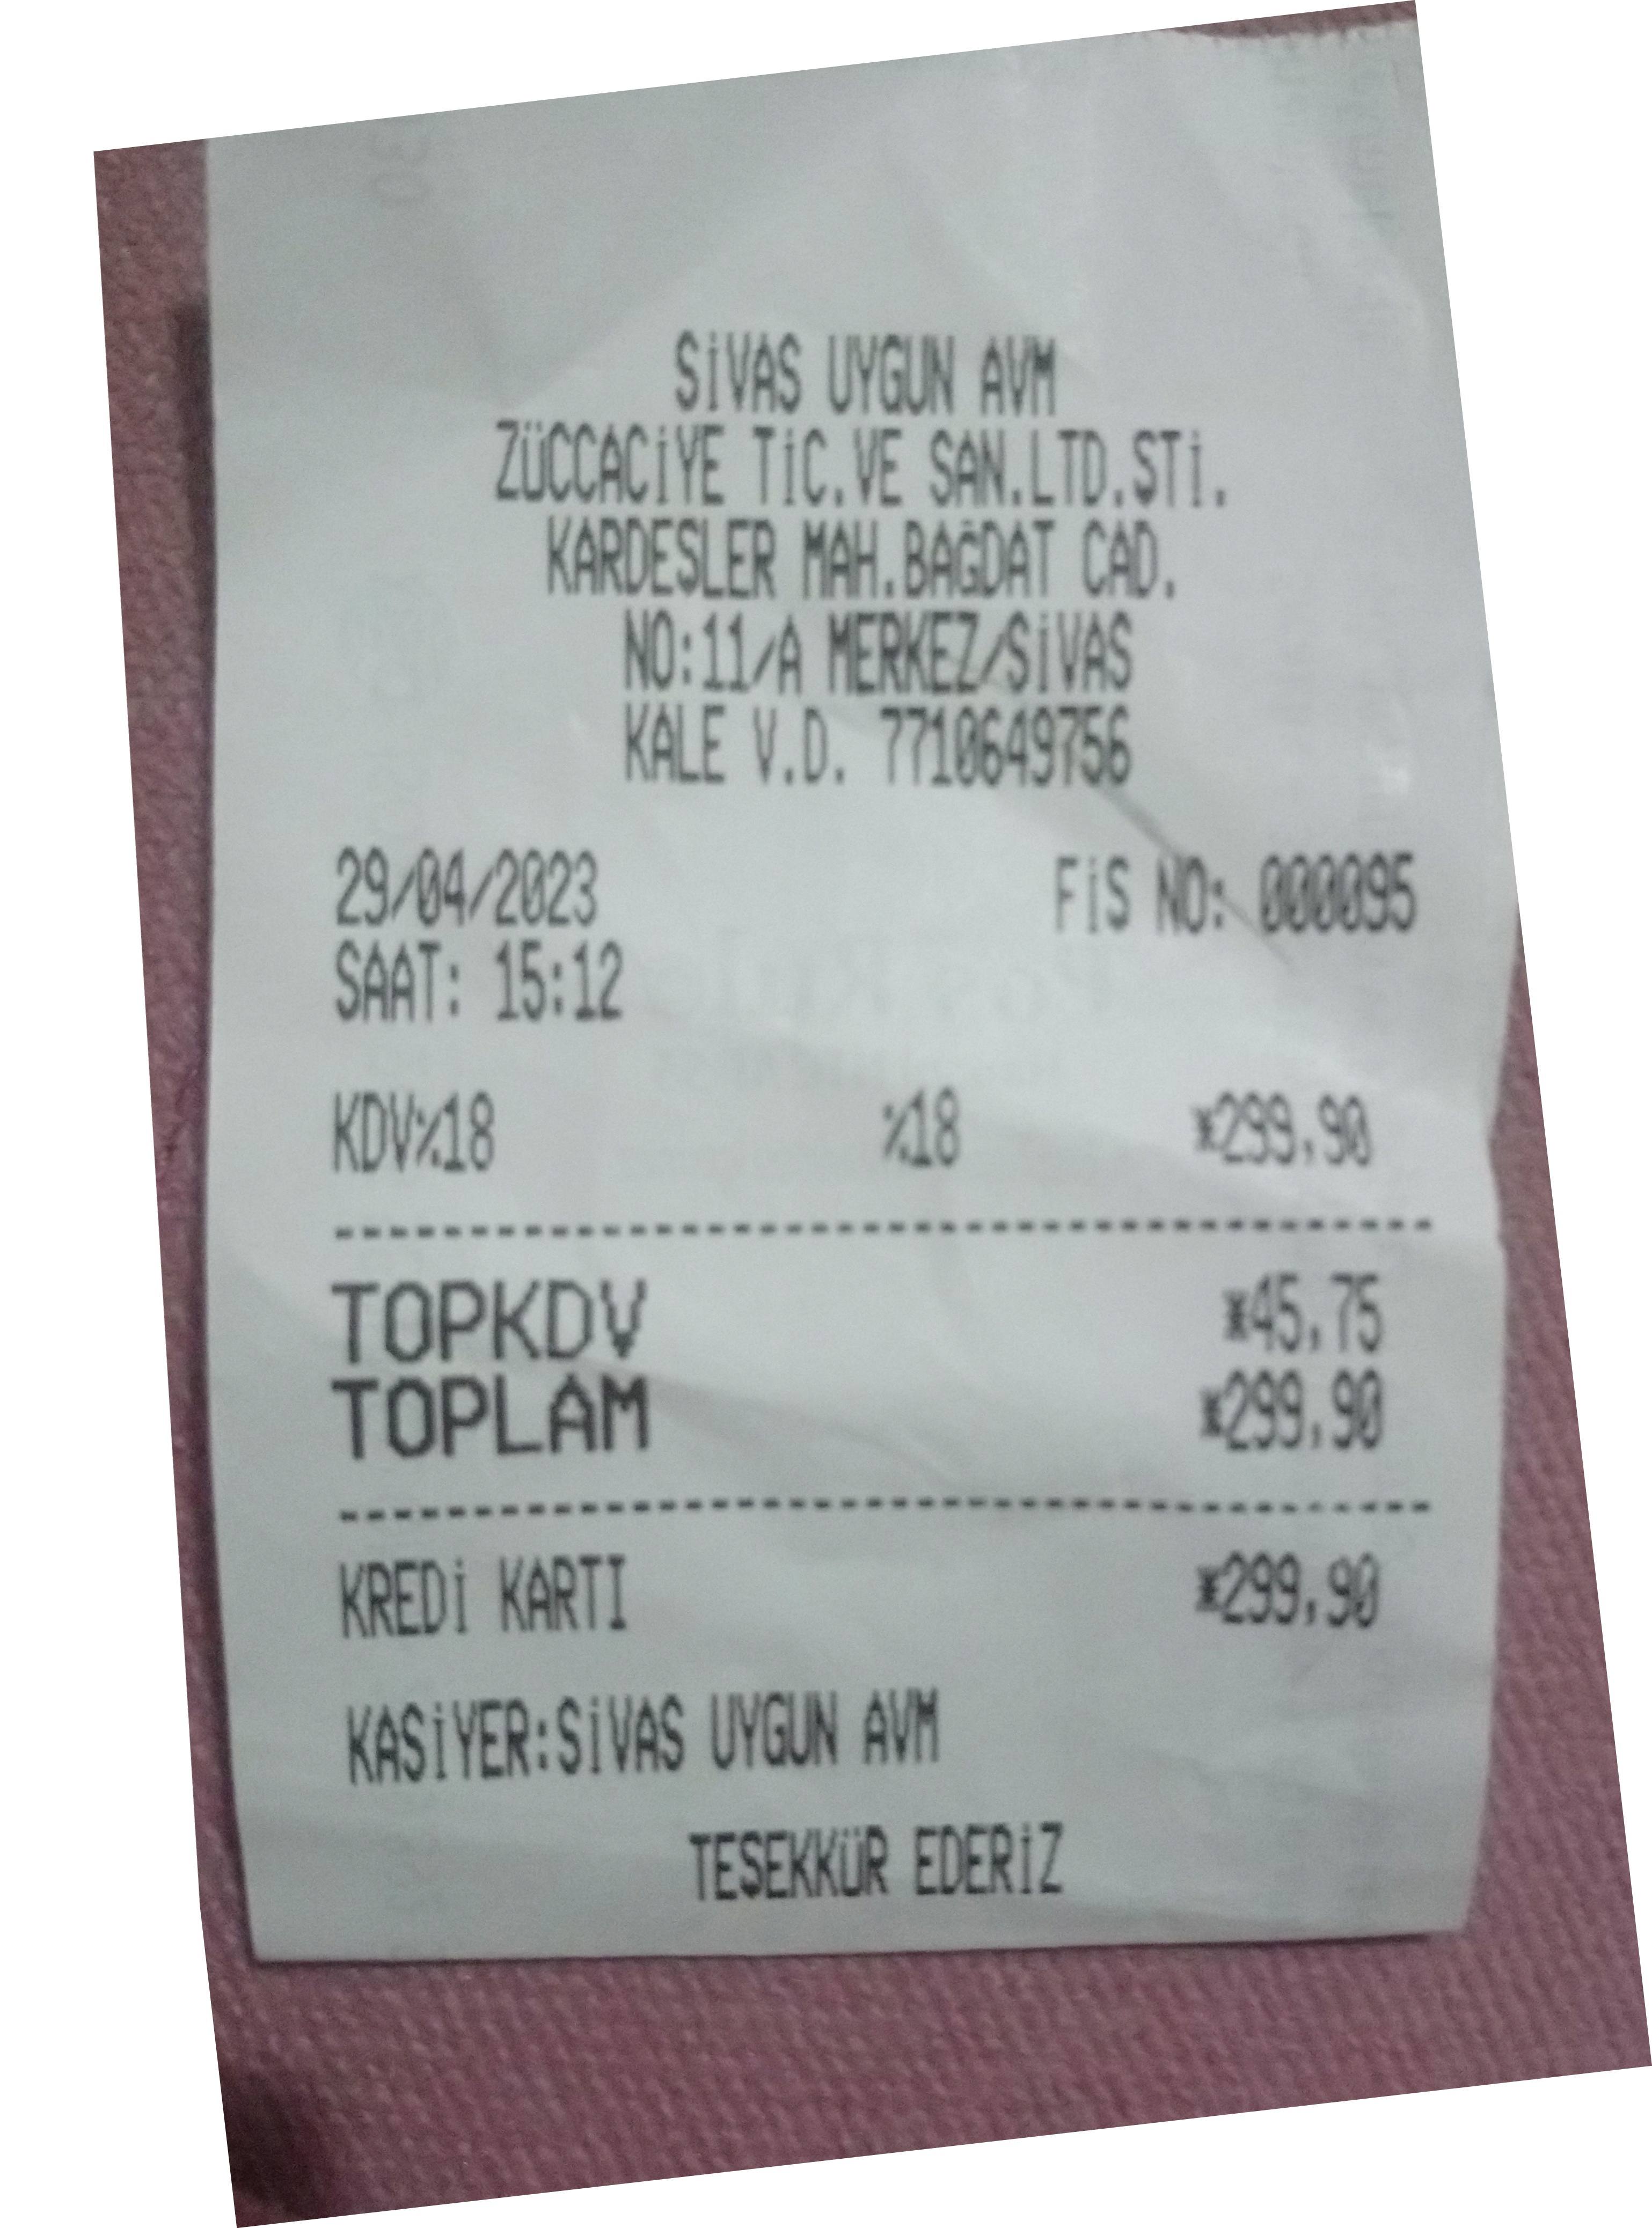 SİVAS UYGUN AVM
ZÜCCACİYE TİC.VE SAN.LTD.ŞTİ.
KARDEŞLER MAH.BAĞDAT CAD.
NO:11/A MERKEZ/SİVAS
KALE V.D. 7710649756
29/04/2023 FİŞ NO: 000095
SAAT: 15:12
KDV%18 %18 *299,90
TOPKDV *45,75
TOPLAM *299,90
KREDİ KARTI *299,90
KASİYER:SİVAS UYGUN AVM
TEŞEKKÜR EDERİZ